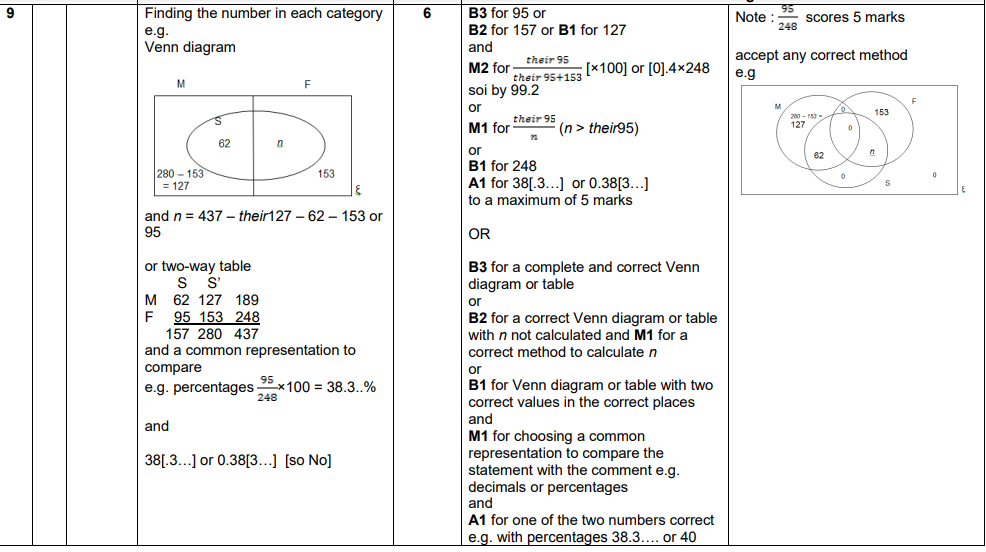 9
Finding the number in each category
e.g.
Venn diagram
M F
S
62 n
280 – 153 153
= 127
ξ
and n = 437 – their127 – 62 – 153 or
95
or two-way table
S S'
M 62 127 189
F 95 153 248
157 280 437
and a common representation to
compare
e.g. percentages 95/248 ×100 = 38.3..%
and
38[.3…] or 0.38[3…] [so No]
6
B3 for 95 or
B2 for 157 or B1 for 127
and
M2 for their 95/their 95+153 [×100] or [0].4×248
soi by 99.2
or
M1 for their 95/n (n > their95)
or
B1 for 248
A1 for 38[.3…] or 0.38[3…]
to a maximum of 5 marks
OR
B3 for a complete and correct Venn
diagram or table
or
B2 for a correct Venn diagram or table
with n not calculated and M1 for a
correct method to calculate n
or
B1 for Venn diagram or table with two
correct values in the correct places
and
M1 for choosing a common
representation to compare the
statement with the comment e.g.
decimals or percentages
and
A1 for one of the two numbers correct
e.g. with percentages 38.3…. or 40
Note : 95/248 scores 5 marks
accept any correct method
e.g
M F
280 – 153 = 0 153
127
0
62 n
0 0
S
ξ